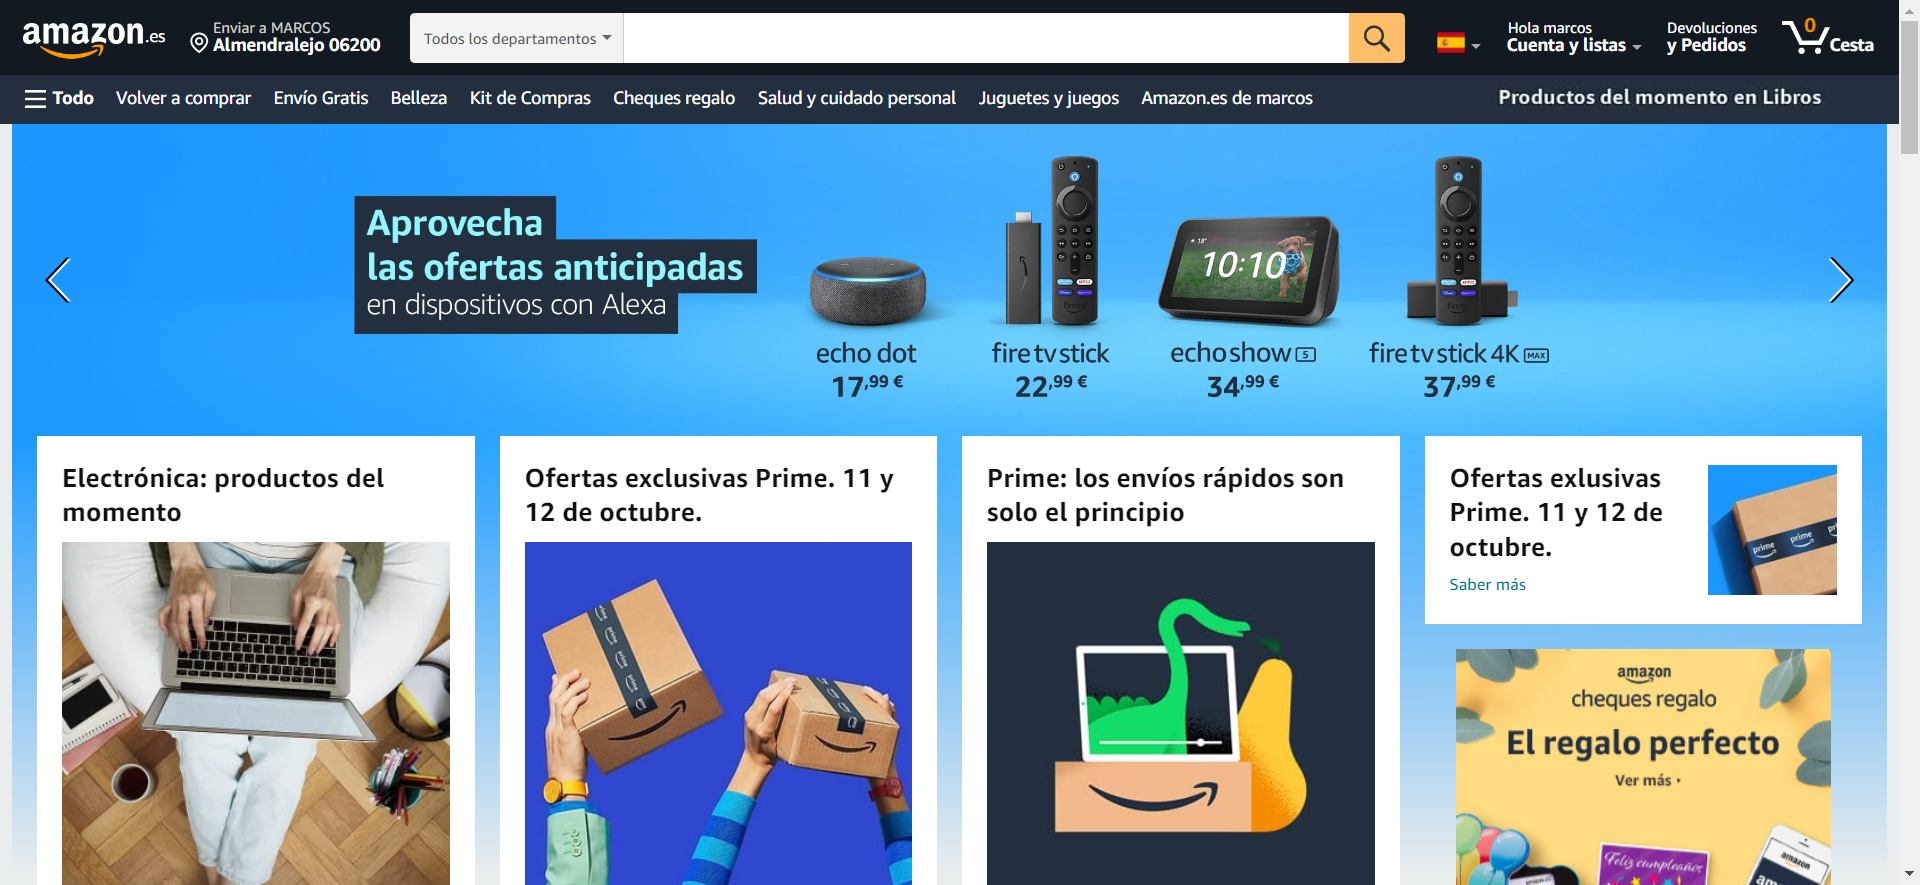 amazon.es
Enviar a MARCOS
Almendralejo 06200
Todos los departamentos
Hola marcos
Cuenta y listas
Devoluciones
y Pedidos
0
Cesta
Todo
Volver a comprar
Envío Gratis
Belleza
Kit de Compras
Cheques regalo
Salud y cuidado personal
Juguetes y juegos
Amazon.es de marcos
Productos del momento en Libros
Aprovecha
las ofertas anticipadas
en dispositivos con Alexa
10:10
echo dot
17,99 €
fire tv stick
22,99 €
echo show 5
34,99 €
fire tv stick 4K MAX
37,99 €
Electrónica: productos del
momento
Ofertas exclusivas Prime. 11 y
12 de octubre.
prime
prime
prime
Prime: los envíos rápidos son
solo el principio
Ofertas exlusivas
Prime. 11 y 12 de
octubre.
Saber más
prime
prime
amazon
cheques regalo
El regalo perfecto
Ver más
Feliz cumpleaños
amazon